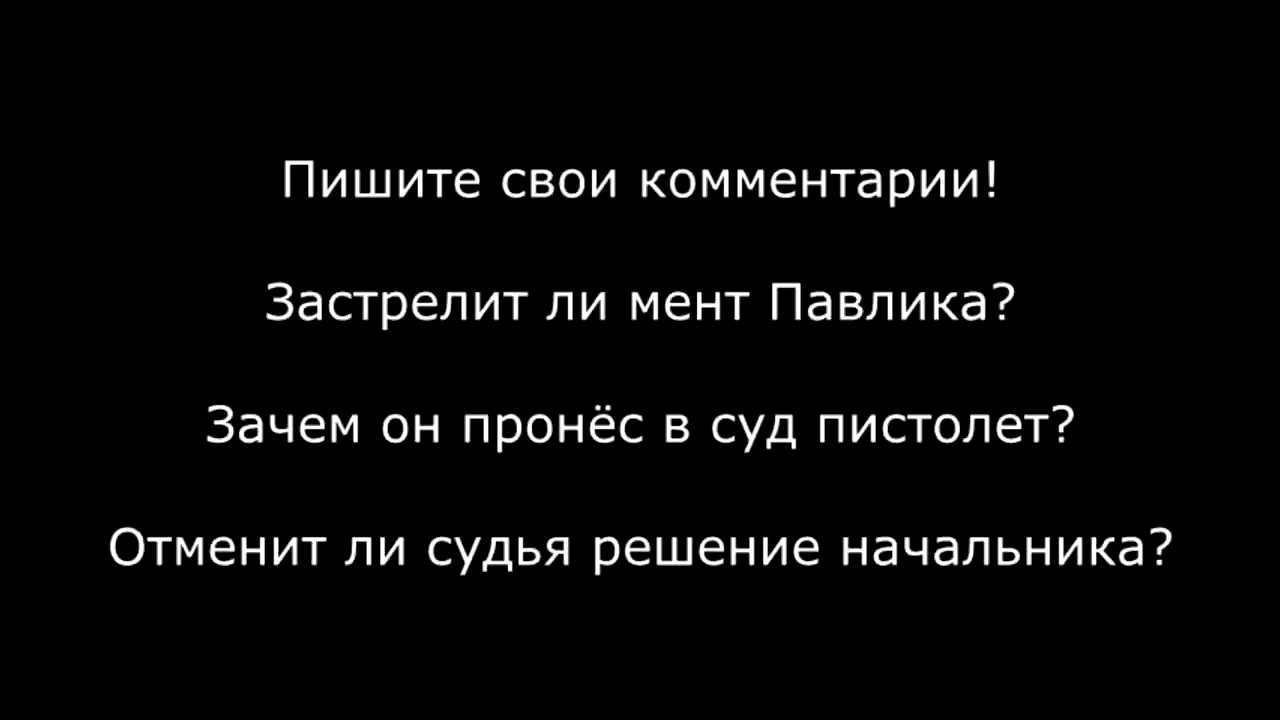 Пишите свои комментарии!
Застрелит ли мент Павлика?
Зачем он пронёс в суд пистолет?
Отменит ли судья решение начальника?